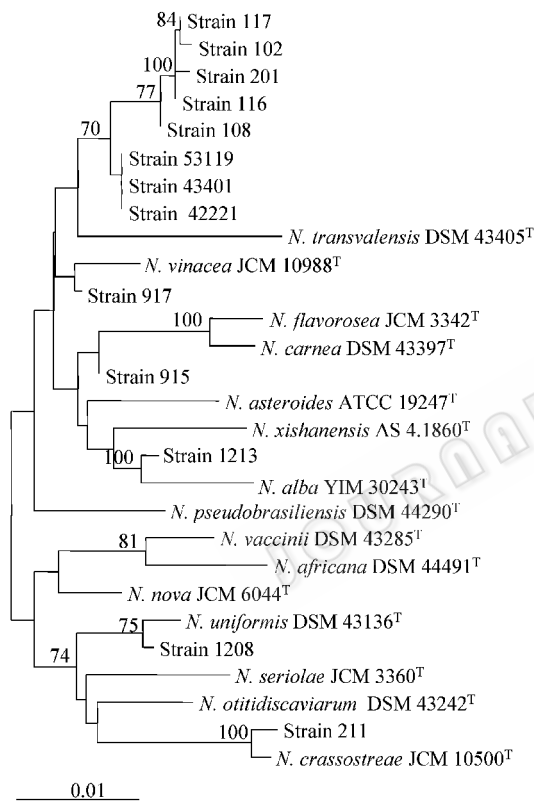 84 Strain 117
Strain 102
100 Strain 201
77 Strain 116
Strain 108
70
Strain 53119
Strain 43401
Strain 42221
N. transvalensis DSM 43405T
N. vinacea JCM 10988T
Strain 917
100 N. flavorosea JCM 3342T
N. carnea DSM 43397T
Strain 915
N. asteroides ATCC 19247T
N. xishanensis AS 4.1860T
100 Strain 1213
N. alba YIM 30243T
N. pseudobrasiliensis DSM 44290T
81 N. vaccinii DSM 43285T
N. africana DSM 44491T
N. nova JCM 6044T
75 N. uniformis DSM 43136T
Strain 1208
74
N. seriolae JCM 3360T
N. otitidiscaviarum DSM 43242T
100 Strain 211
N. crassostreae JCM 10500T
0.01